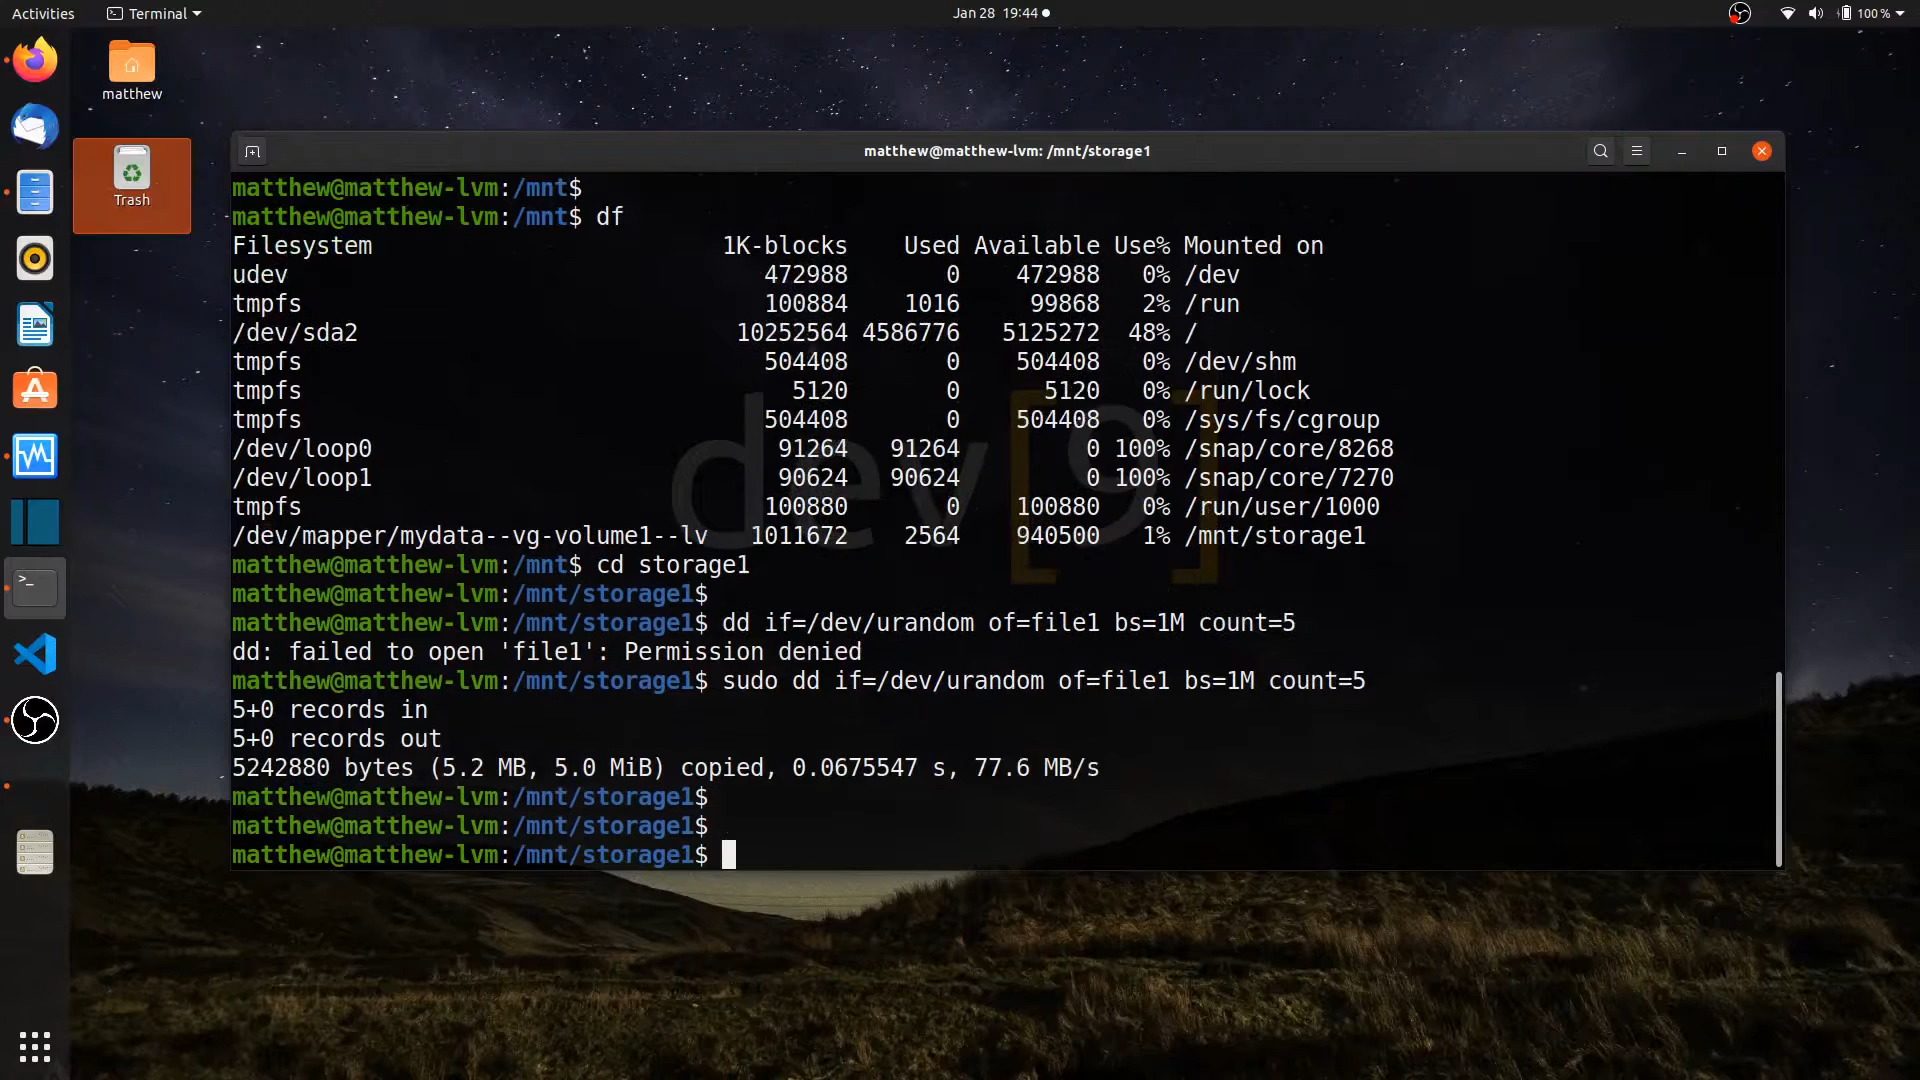 Activities Terminal Jan 28 19:44 100 %
matthew
Trash
matthew@matthew-lvm: /mnt/storage1
matthew@matthew-lvm:/mnt$
matthew@matthew-lvm:/mnt$ df
Filesystem 1K-blocks Used Available Use% Mounted on
udev 472988 0 472988 0% /dev
tmpfs 100884 1016 99868 2% /run
/dev/sda2 10252564 4586776 5125272 48% /
tmpfs 504408 0 504408 0% /dev/shm
tmpfs 5120 0 5120 0% /run/lock
tmpfs 504408 0 504408 0% /sys/fs/cgroup
/dev/loop0 91264 91264 0 100% /snap/core/8268
/dev/loop1 90624 90624 0 100% /snap/core/7270
tmpfs 100880 0 100880 0% /run/user/1000
/dev/mapper/mydata--vg-volume1--lv 1011672 2564 940500 1% /mnt/storage1
matthew@matthew-lvm:/mnt$ cd storage1
matthew@matthew-lvm:/mnt/storage1$
matthew@matthew-lvm:/mnt/storage1$ dd if=/dev/urandom of=file1 bs=1M count=5
dd: failed to open 'file1': Permission denied
matthew@matthew-lvm:/mnt/storage1$ sudo dd if=/dev/urandom of=file1 bs=1M count=5
5+0 records in
5+0 records out
5242880 bytes (5.2 MB, 5.0 MiB) copied, 0.0675547 s, 77.6 MB/s
matthew@matthew-lvm:/mnt/storage1$
matthew@matthew-lvm:/mnt/storage1$
matthew@matthew-lvm:/mnt/storage1$
dev[9]